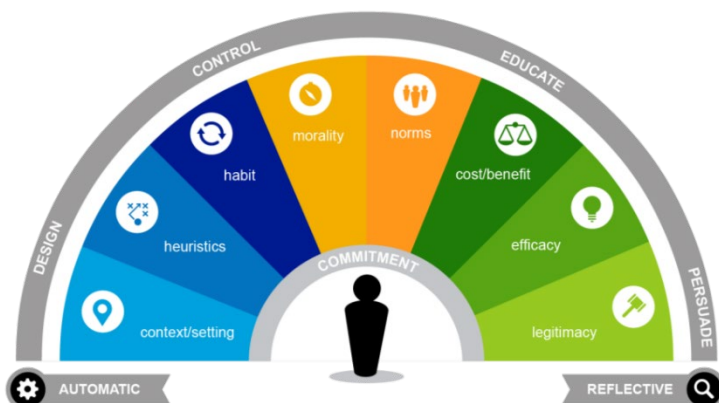 CONTROL
EDUCATE
DESIGN
PERSUADE
morality
norms
habit
cost/benefit
heuristics
efficacy
COMMITMENT
context/setting
legitimacy
AUTOMATIC
REFLECTIVE